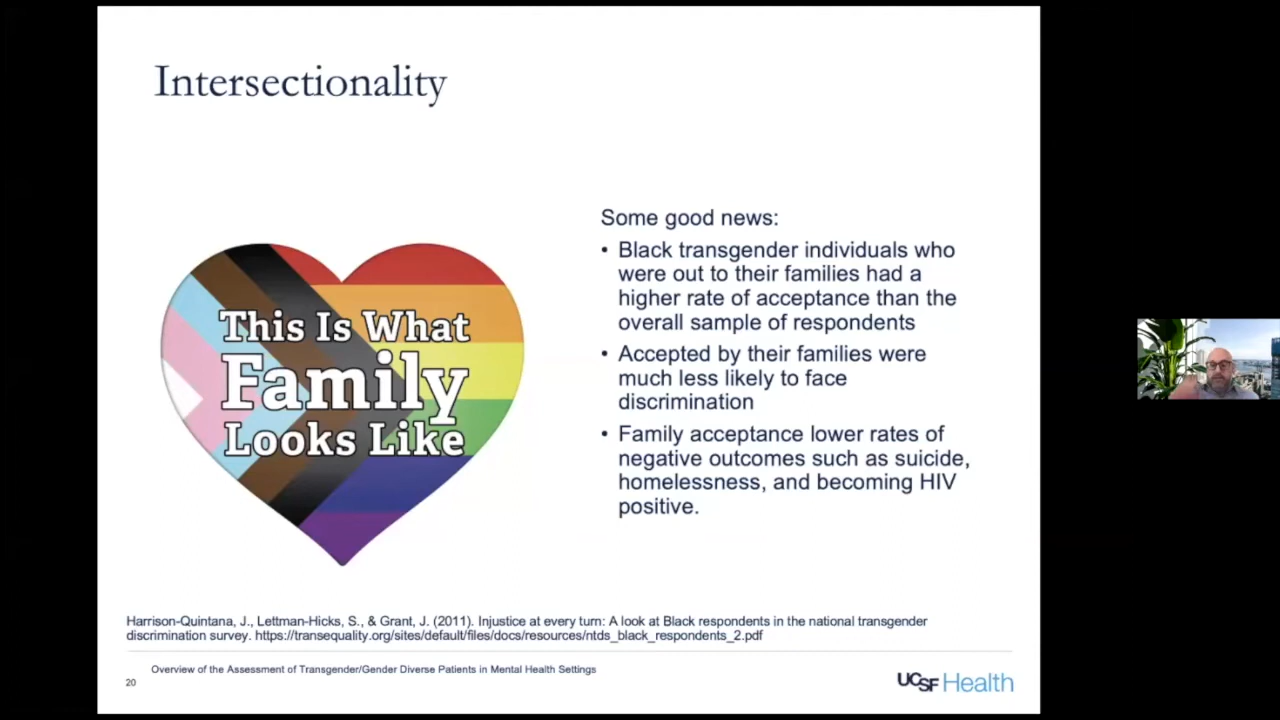 Intersectionality
This Is What
Family
Looks Like
Some good news:
• Black transgender individuals who
were out to their families had a
higher rate of acceptance than the
overall sample of respondents
• Accepted by their families were
much less likely to face
discrimination
• Family acceptance lower rates of
negative outcomes such as suicide,
homelessness, and becoming HIV
positive.
Harrison-Quintana, J., Lettman-Hicks, S., & Grant, J. (2011). Injustice at every turn: A look at Black respondents in the national transgender
discrimination survey. https://transequality.org/sites/default/files/docs/resources/ntds_black_respondents_2.pdf
Overview of the Assessment of Transgender/Gender Diverse Patients in Mental Health Settings
20
UCSF Health